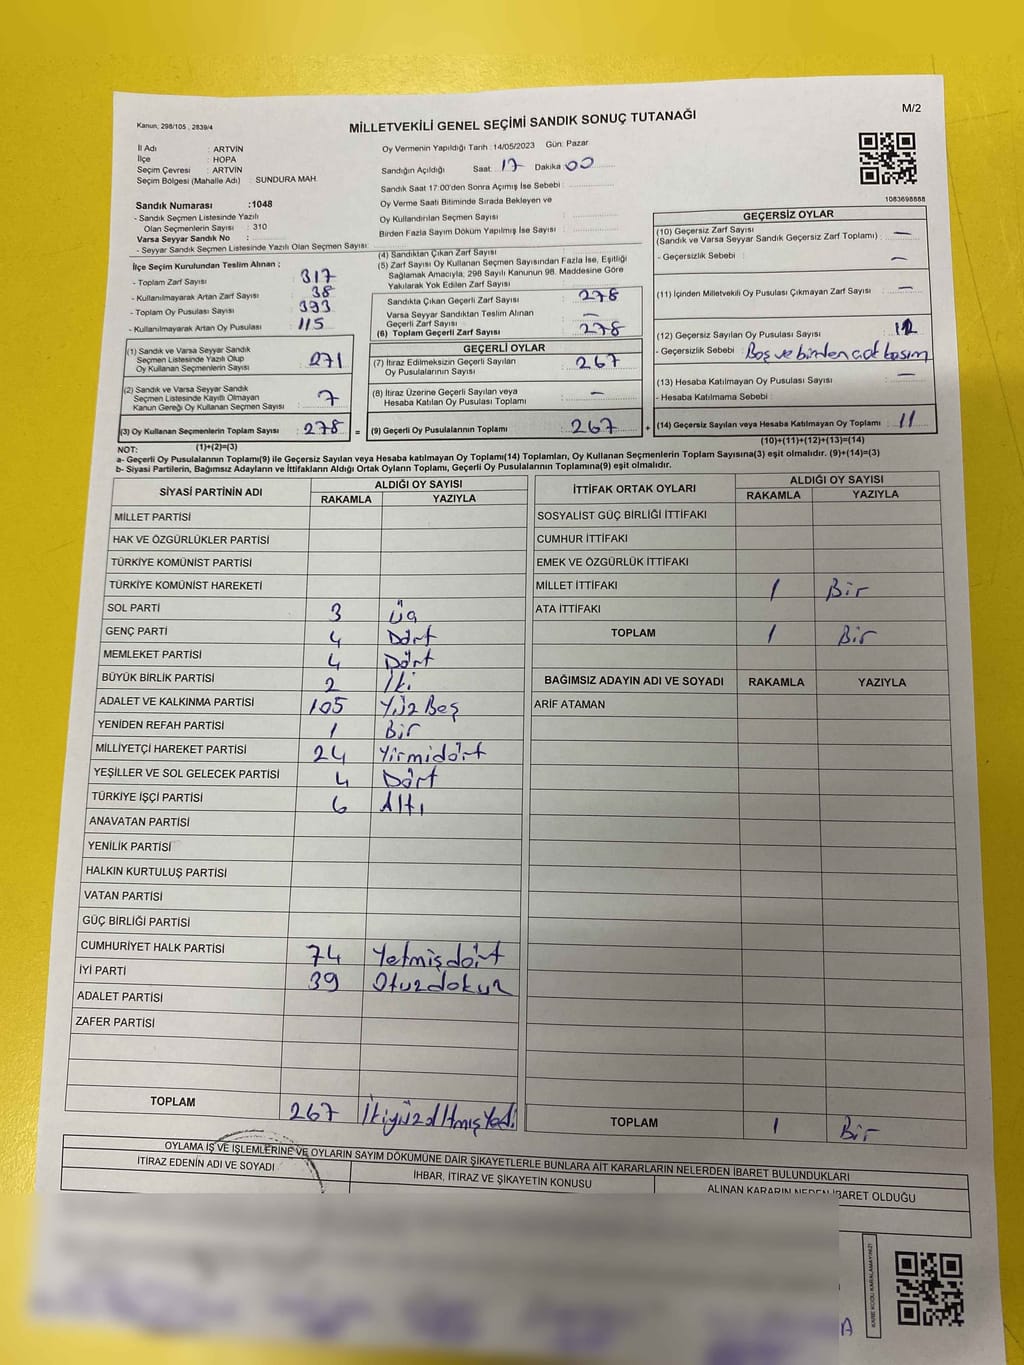 Kanun, 298/105 , 2839/4
MİLLETVEKİLİ GENEL SEÇİMİ SANDIK SONUÇ TUTANAĞI
M/2
İl Adı : ARTVİN
İlçe : HOPA
Seçim Çevresi : ARTVİN
Seçim Bölgesi (Mahalle Adı) : SUNDURA MAH.
Oy Vermenin Yapıldığı Tarih : 14/05/2023 Gün: Pazar
Sandığın Açıldığı Saat: 17 Dakika: 00
Sandık Saat 17:00'den Sonra Açımış İse Sebebi :
Oy Verme Saati Bitiminde Sırada Bekleyen ve
Oy Kullandırılan Seçmen Sayısı :
Birden Fazla Sayım Döküm Yapılmış İse Sayısı :
1083698888
Sandık Numarası :1048
- Sandık Seçmen Listesinde Yazılı
Olan Seçmenlerin Sayısı : 310
Varsa Seyyar Sandık No :
- Seyyar Sandık Seçmen Listesinde Yazılı Olan Seçmen Sayısı:
İlçe Seçim Kurulundan Teslim Alınan :
- Toplam Zarf Sayısı : 317
- Kullanılmayarak Artan Zarf Sayısı : 38
- Toplam Oy Pusulası Sayısı : 393
- Kullanılmayarak Artan Oy Pusulası : 115
(1) Sandık ve Varsa Seyyar Sandık
Seçmen Listesinde Yazılı Olup
Oy Kullanan Seçmenlerin Sayısı : 271
(2) Sandık ve Varsa Seyyar Sandık
Seçmen Listesinde Kayıtlı Olmayan
Kanun Gereği Oy Kullanan Seçmen Sayısı : 7
(3) Oy Kullanan Seçmenlerin Toplam Sayısı : 278 =
(1)+(2)=(3)
(4) Sandıktan Çıkan Zarf Sayısı :
(5) Zarf Sayısı Oy Kullanan Seçmen Sayısından Fazla İse, Eşitliği
Sağlamak Amacıyla, 298 Sayılı Kanunun 98. Maddesine Göre
Yakılarak Yok Edilen Zarf Sayısı :
Sandıkta Çıkan Geçerli Zarf Sayısı : 278
Varsa Seyyar Sandıktan Teslim Alınan
Geçerli Zarf Sayısı : —
(6) Toplam Geçerli Zarf Sayısı : 278
GEÇERLİ OYLAR
(7) İtiraz Edilmeksizin Geçerli Sayılan
Oy Pusulalarının Sayısı : 267
(8) İtiraz Üzerine Geçerli Sayılan veya
Hesaba Katılan Oy Pusulası Toplamı : —
(9) Geçerli Oy Pusulalarının Toplamı : 267 +
GEÇERSİZ OYLAR
(10) Geçersiz Zarf Sayısı
(Sandık ve Varsa Seyyar Sandık Geçersiz Zarf Toplamı) : —
- Geçersizlik Sebebi : —
(11) İçinden Milletvekili Oy Pusulası Çıkmayan Zarf Sayısı : —
(12) Geçersiz Sayılan Oy Pusulası Sayısı
- Geçersizlik Sebebi : Boş ve birden çok basım
(13) Hesaba Katılmayan Oy Pusulası Sayısı : —
- Hesaba Katılmama Sebebi :
(14) Geçersiz Sayılan veya Hesaba Katılmayan Oy Toplamı : 11
(10)+(11)+(12)+(13)=(14)
NOT:
a- Geçerli Oy Pusulalarının Toplamı(9) ile Geçersiz Sayılan veya Hesaba katılmayan Oy Toplamı(14) Toplamları, Oy Kullanan Seçmenlerin Toplam Sayısına(3) eşit olmalıdır. (9)+(14)=(3)
b- Siyasi Partilerin, Bağımsız Adayların ve İttifakların Aldığı Ortak Oyların Toplamı, Geçerli Oy Pusulalarının Toplamına(9) eşit olmalıdır.
SİYASİ PARTİNİN ADI ALDIĞI OY SAYISI
RAKAMLA YAZIYLA
MİLLET PARTİSİ
HAK VE ÖZGÜRLÜKLER PARTİSİ
TÜRKİYE KOMÜNİST PARTİSİ
TÜRKİYE KOMÜNİST HAREKETİ
SOL PARTİ 3 Üç
GENÇ PARTİ 4 Dört
MEMLEKET PARTİSİ 4 Dört
BÜYÜK BİRLİK PARTİSİ 2 İki
ADALET VE KALKINMA PARTİSİ 105 Yüz Beş
YENİDEN REFAH PARTİSİ 1 Bir
MİLLİYETÇİ HAREKET PARTİSİ 24 Yirmidört
YEŞİLLER VE SOL GELECEK PARTİSİ 4 Dört
TÜRKİYE İŞÇİ PARTİSİ 6 Altı
ANAVATAN PARTİSİ
YENİLİK PARTİSİ
HALKIN KURTULUŞ PARTİSİ
VATAN PARTİSİ
GÜÇ BİRLİĞİ PARTİSİ
CUMHURİYET HALK PARTİSİ 74 Yetmişdört
İYİ PARTİ 39 Otuzdokuz
ADALET PARTİSİ
ZAFER PARTİSİ
TOPLAM 267 İkiyüzaltmışYedi
İTTİFAK ORTAK OYLARI ALDIĞI OY SAYISI
RAKAMLA YAZIYLA
SOSYALİST GÜÇ BİRLİĞİ İTTİFAKI
CUMHUR İTTİFAKI
EMEK VE ÖZGÜRLÜK İTTİFAKI
MİLLET İTTİFAKI 1 Bir
ATA İTTİFAKI
TOPLAM 1 Bir
BAĞIMSIZ ADAYIN ADI VE SOYADI RAKAMLA YAZIYLA
ARİF ATAMAN
TOPLAM 1 Bir
OYLAMA İŞ VE İŞLEMLERİNE VE OYLARIN SAYIM DÖKÜMÜNE DAİR ŞİKAYETLERLE BUNLARA AİT KARARLARIN NELERDEN İBARET BULUNDUKLARI
İTİRAZ EDENİN ADI VE SOYADI
İHBAR, İTİRAZ VE ŞİKAYETİN KONUSU
ALINAN KARARIN NEDEN İBARET OLDUĞU
KARE KODU KARALAMAYINIZ!